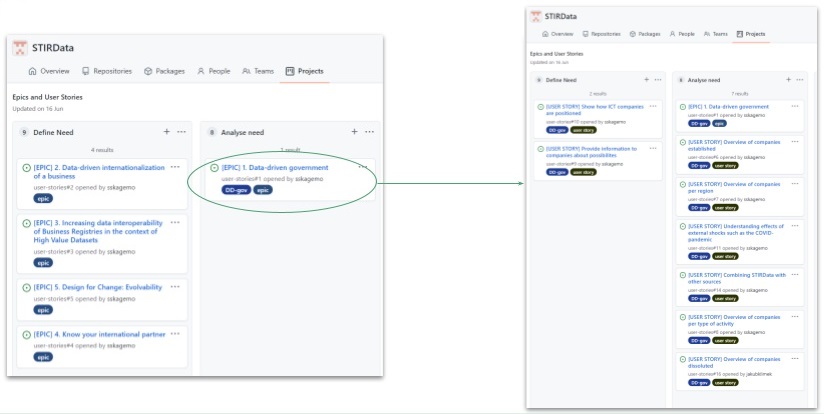 STIRData
Overview Repositories Packages People Teams Projects
Epics and User Stories
Updated on 16 Jun
9 Define Need
4 results
[EPIC] 2. Data-driven internationalization
of a business
user-stories#2 opened by sskagemo
epic
[EPIC] 3. Increasing data interoperability
of Business Registries in the context of
High Value Datasets
user-stories#3 opened by sskagemo
epic
[EPIC] 5. Design for Change: Evolvability
user-stories#5 opened by sskagemo
epic
[EPIC] 4. Know your international partner
user-stories#4 opened by sskagemo
epic
8 Analyse need
[EPIC] 1. Data-driven government
user-stories#1 opened by sskagemo
DD-gov epic
STIRData
Overview Repositories Packages People Teams Projects
Epics and User Stories
Updated on 16 Jun
Define Need
2 results
[USER STORY] Show how ICT companies
are positioned
user-stories#10 opened by sskagemo
DD-gov user story
[USER STORY] Provide information to
companies about possibilites
user-stories#9 opened by sskagemo
DD-gov user story
Analyse need
7 results
[EPIC] 1. Data-driven government
user-stories#1 opened by sskagemo
DD-gov epic
[USER STORY] Overview of companies
established
user-stories#6 opened by sskagemo
DD-gov user story
[USER STORY] Overview of companies
per region
user-stories#7 opened by sskagemo
DD-gov user story
[USER STORY] Understanding effects of
external shocks such as the COVID-
pandemic
user-stories#11 opened by sskagemo
DD-gov user story
[USER STORY] Combining STIRData with
other sources
user-stories#14 opened by sskagemo
DD-gov user story
[USER STORY] Overview of companies
per type of activity
user-stories#8 opened by sskagemo
DD-gov user story
[USER STORY] Overview of companies
dissoluted
user-stories#15 opened by jakubklimek
DD-gov user story